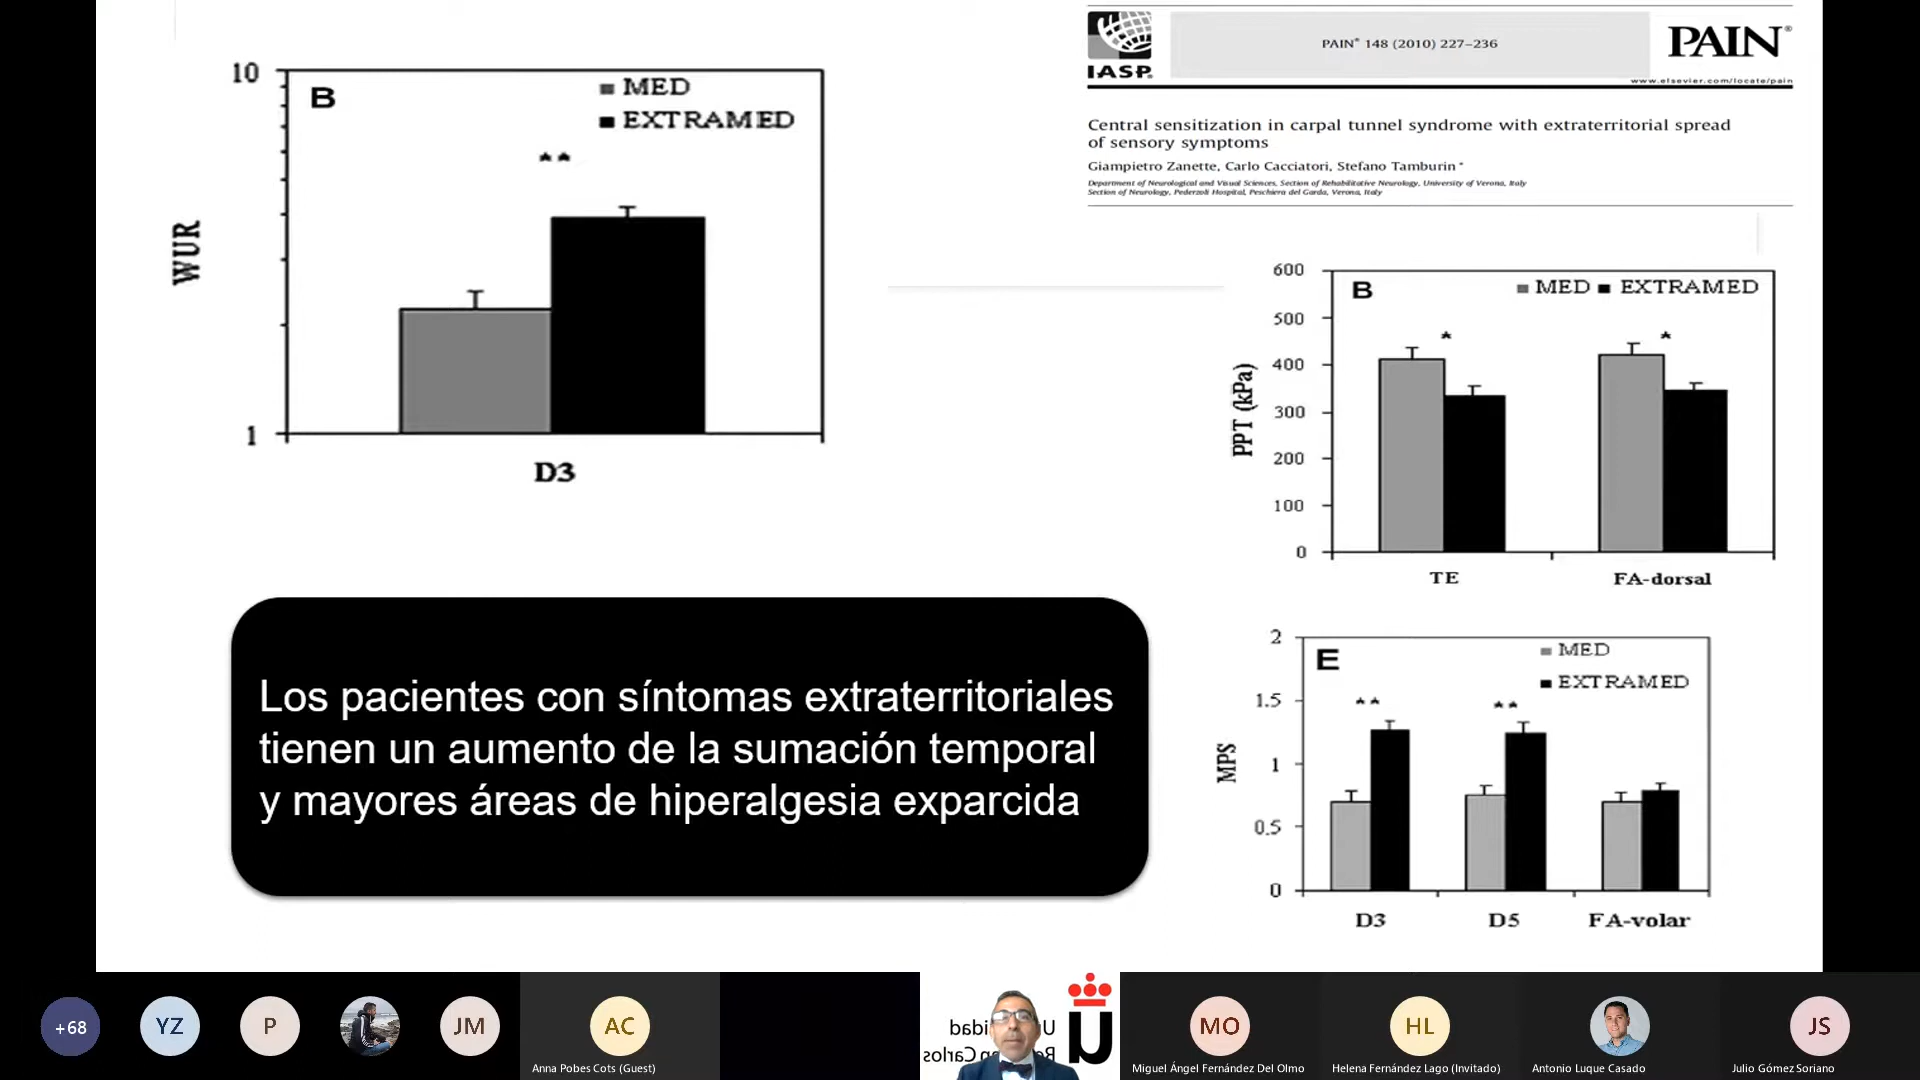 10
B
MED
EXTRAMED
**
WUR
1
D3
IASP®
PAIN® 148 (2010) 227–236
PAIN®
www.elsevier.com/locate/pain
Central sensitization in carpal tunnel syndrome with extraterritorial spread
of sensory symptoms
Giampietro Zanette, Carlo Cacciatori, Stefano Tamburin *
Department of Neurological and Visual Sciences, Section of Rehabilitative Neurology, University of Verona, Italy
Section of Neurology, Pederzoli Hospital, Peschiera del Garda, Verona, Italy
600
B
MED EXTRAMED
500
* *
400
PPT (kPa)
300
200
100
0
TE FA-dorsal
Los pacientes con síntomas extraterritoriales
tienen un aumento de la sumación temporal
y mayores áreas de hiperalgesia exparcida
2
E
MED
EXTRAMED
1.5
** **
MPS
1
0.5
0
D3 D5 FA-volar
+68
YZ
P
JM
AC
Anna Pobes Cots (Guest)
MO
Miguel Ángel Fernández Del Olmo
HL
Helena Fernández Lago (Invitado)
Antonio Luque Casado
JS
Julio Gómez Soriano